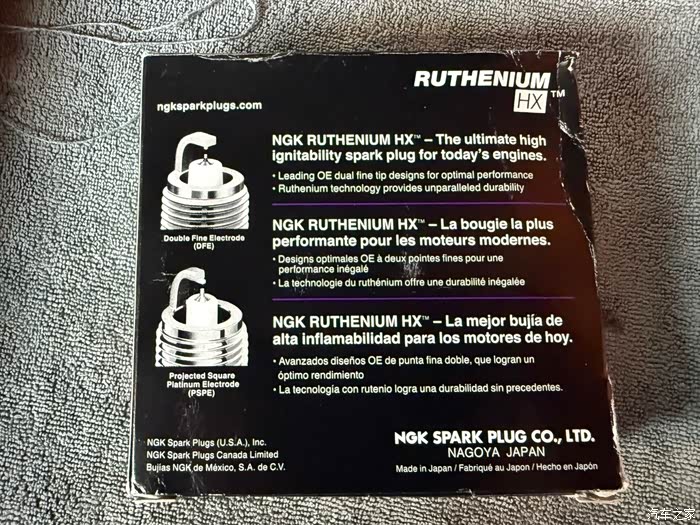 RUTHENIUM
HX™
ngksparkplugs.com
NGK RUTHENIUM HX™ – The ultimate high
ignitability spark plug for today's engines.
• Leading OE dual fine tip designs for optimal performance
• Ruthenium technology provides unparalleled durability
Double Fine Electrode
(DFE)
NGK RUTHENIUM HX™ – La bougie la plus
performante pour les moteurs modernes.
• Designs optimales OE à deux pointes fines pour une
performance inégalé
• La technologie du ruthénium offre une durabilité inégalée
Projected Square
Platinum Electrode
(PSPE)
NGK RUTHENIUM HX™ – La mejor bujía de
alta inflamabilidad para los motores de hoy.
• Avanzados diseños OE de punta fina doble, que logran un
óptimo rendimiento
• La tecnología con rutenio logra una durabilidad sin precedentes.
NGK Spark Plugs (U.S.A.), Inc.
NGK Spark Plugs Canada Limited
Bujías NGK de México, S.A. de C.V.
NGK SPARK PLUG CO., LTD.
NAGOYA JAPAN
Made in Japan / Fabriqué au Japon / Hecho en Japón
汽车之家